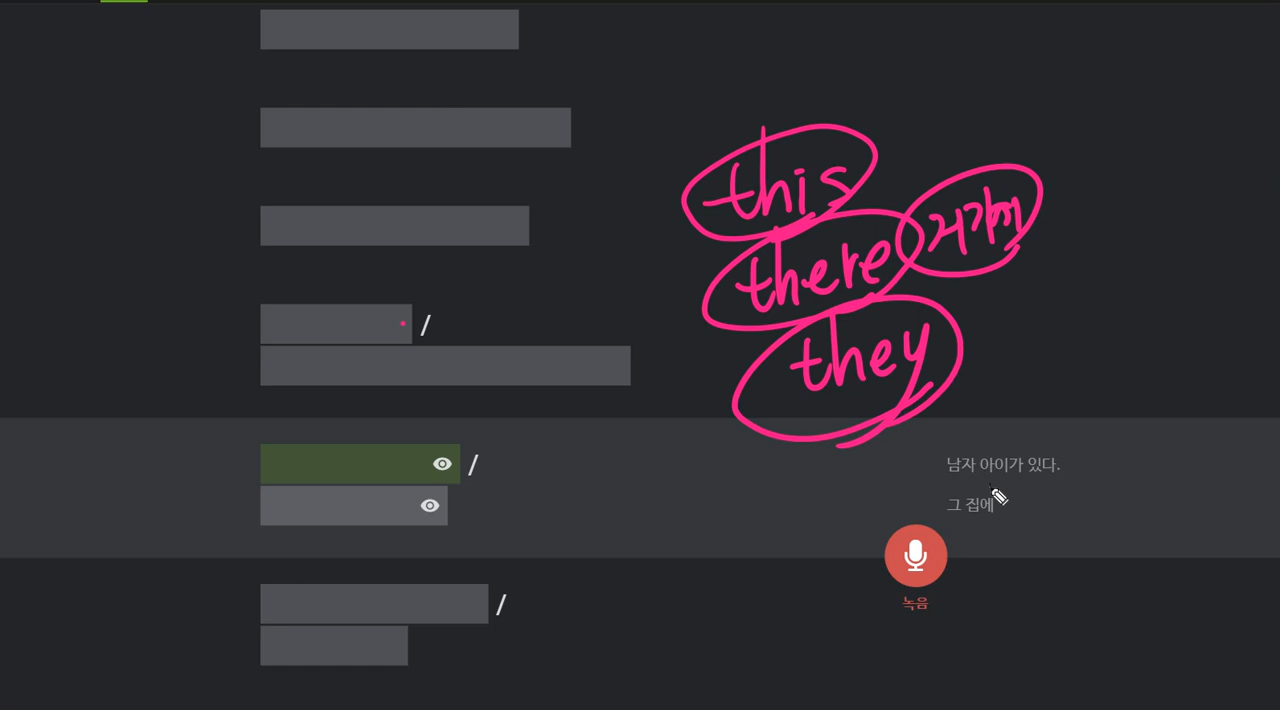 this
there 거기에
they
/
남자 아이가 있다.
/
그 집에
녹음
/